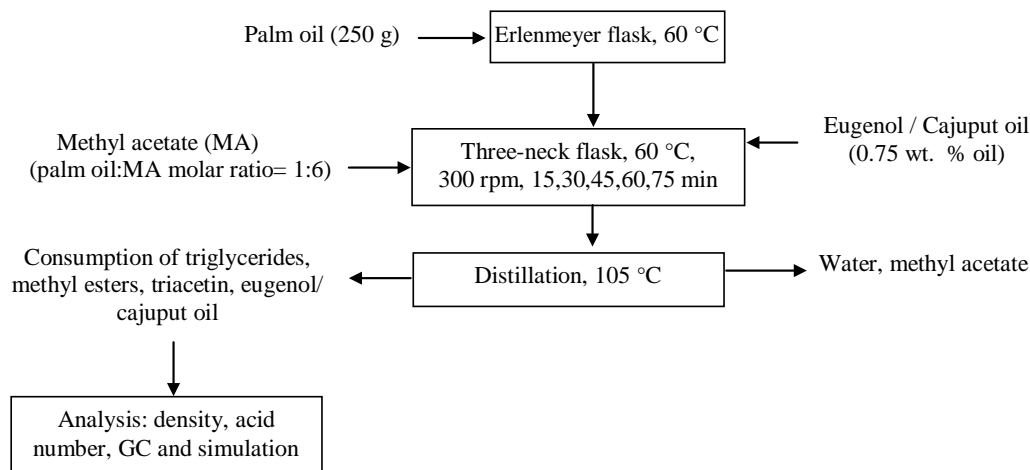 Palm oil (250 g)
Erlenmeyer flask, 60 °C
Methyl acetate (MA)
(palm oil:MA molar ratio= 1:6)
Three-neck flask, 60 °C,
300 rpm, 15,30,45,60,75 min
Eugenol / Cajuput oil
(0.75 wt. % oil)
Consumption of triglycerides,
methyl esters, triacetin, eugenol/
cajuput oil
Distillation, 105 °C
Water, methyl acetate
Analysis: density, acid
number, GC and simulation